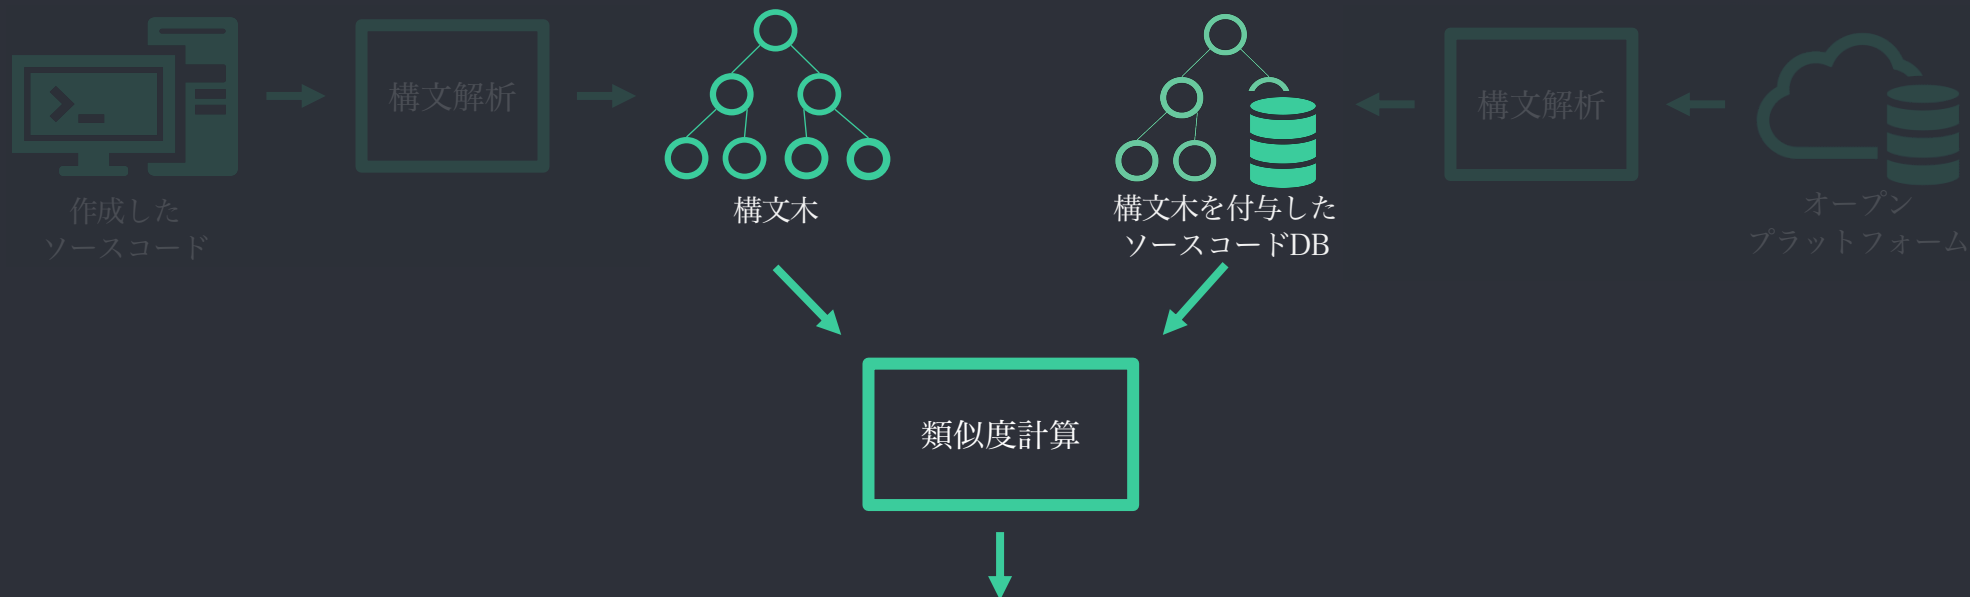 作成した
ソースコード
構文解析
構文木
構文木を付与した
ソースコードDB
構文解析
オープン
プラットフォーム
類似度計算